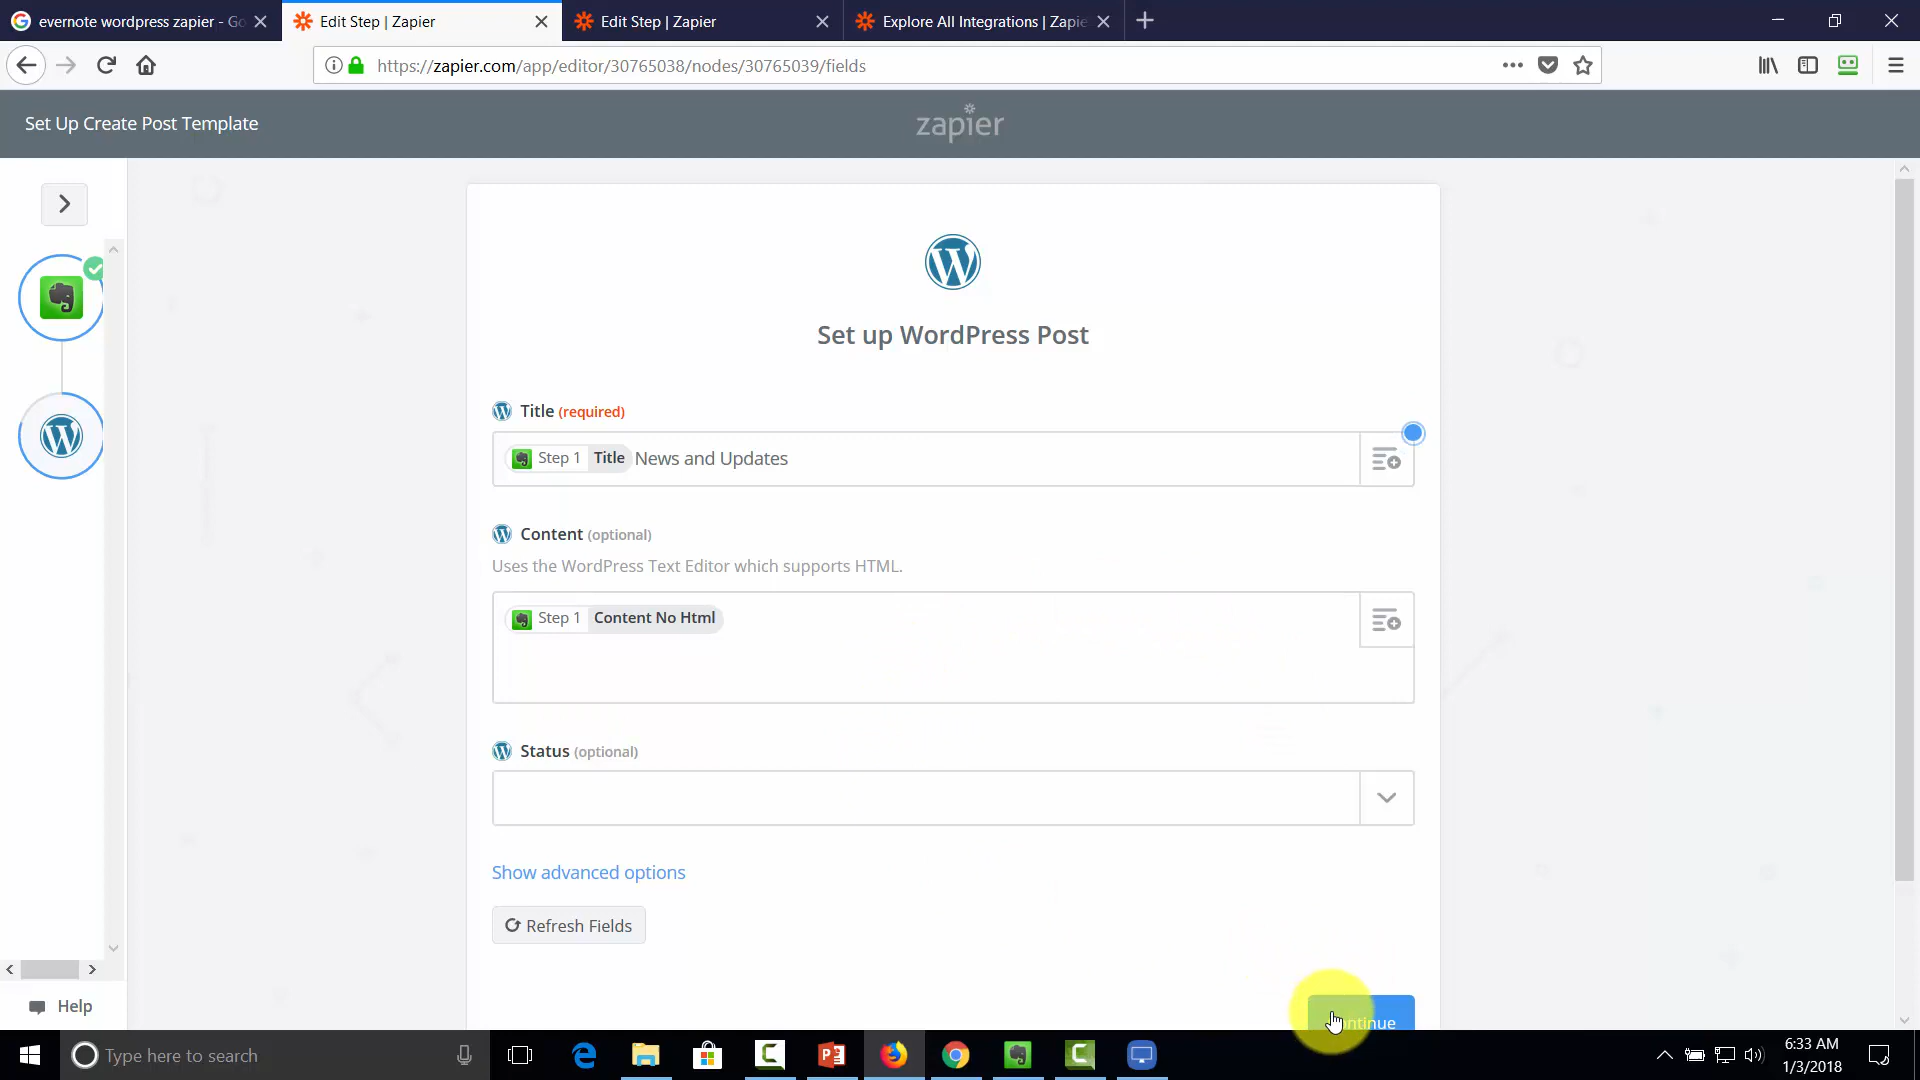 evernote wordpress zapier - Go
Edit Step | Zapier
Edit Step | Zapier
Explore All Integrations | Zapie
https://zapier.com/app/editor/30765038/nodes/30765039/fields
Set Up Create Post Template
zapier
Set up WordPress Post
Title (required)
Step 1 Title News and Updates
Content (optional)
Uses the WordPress Text Editor which supports HTML.
Step 1 Content No Html
Status (optional)
Show advanced options
Refresh Fields
Continue
Help
Type here to search
6:33 AM
1/3/2018